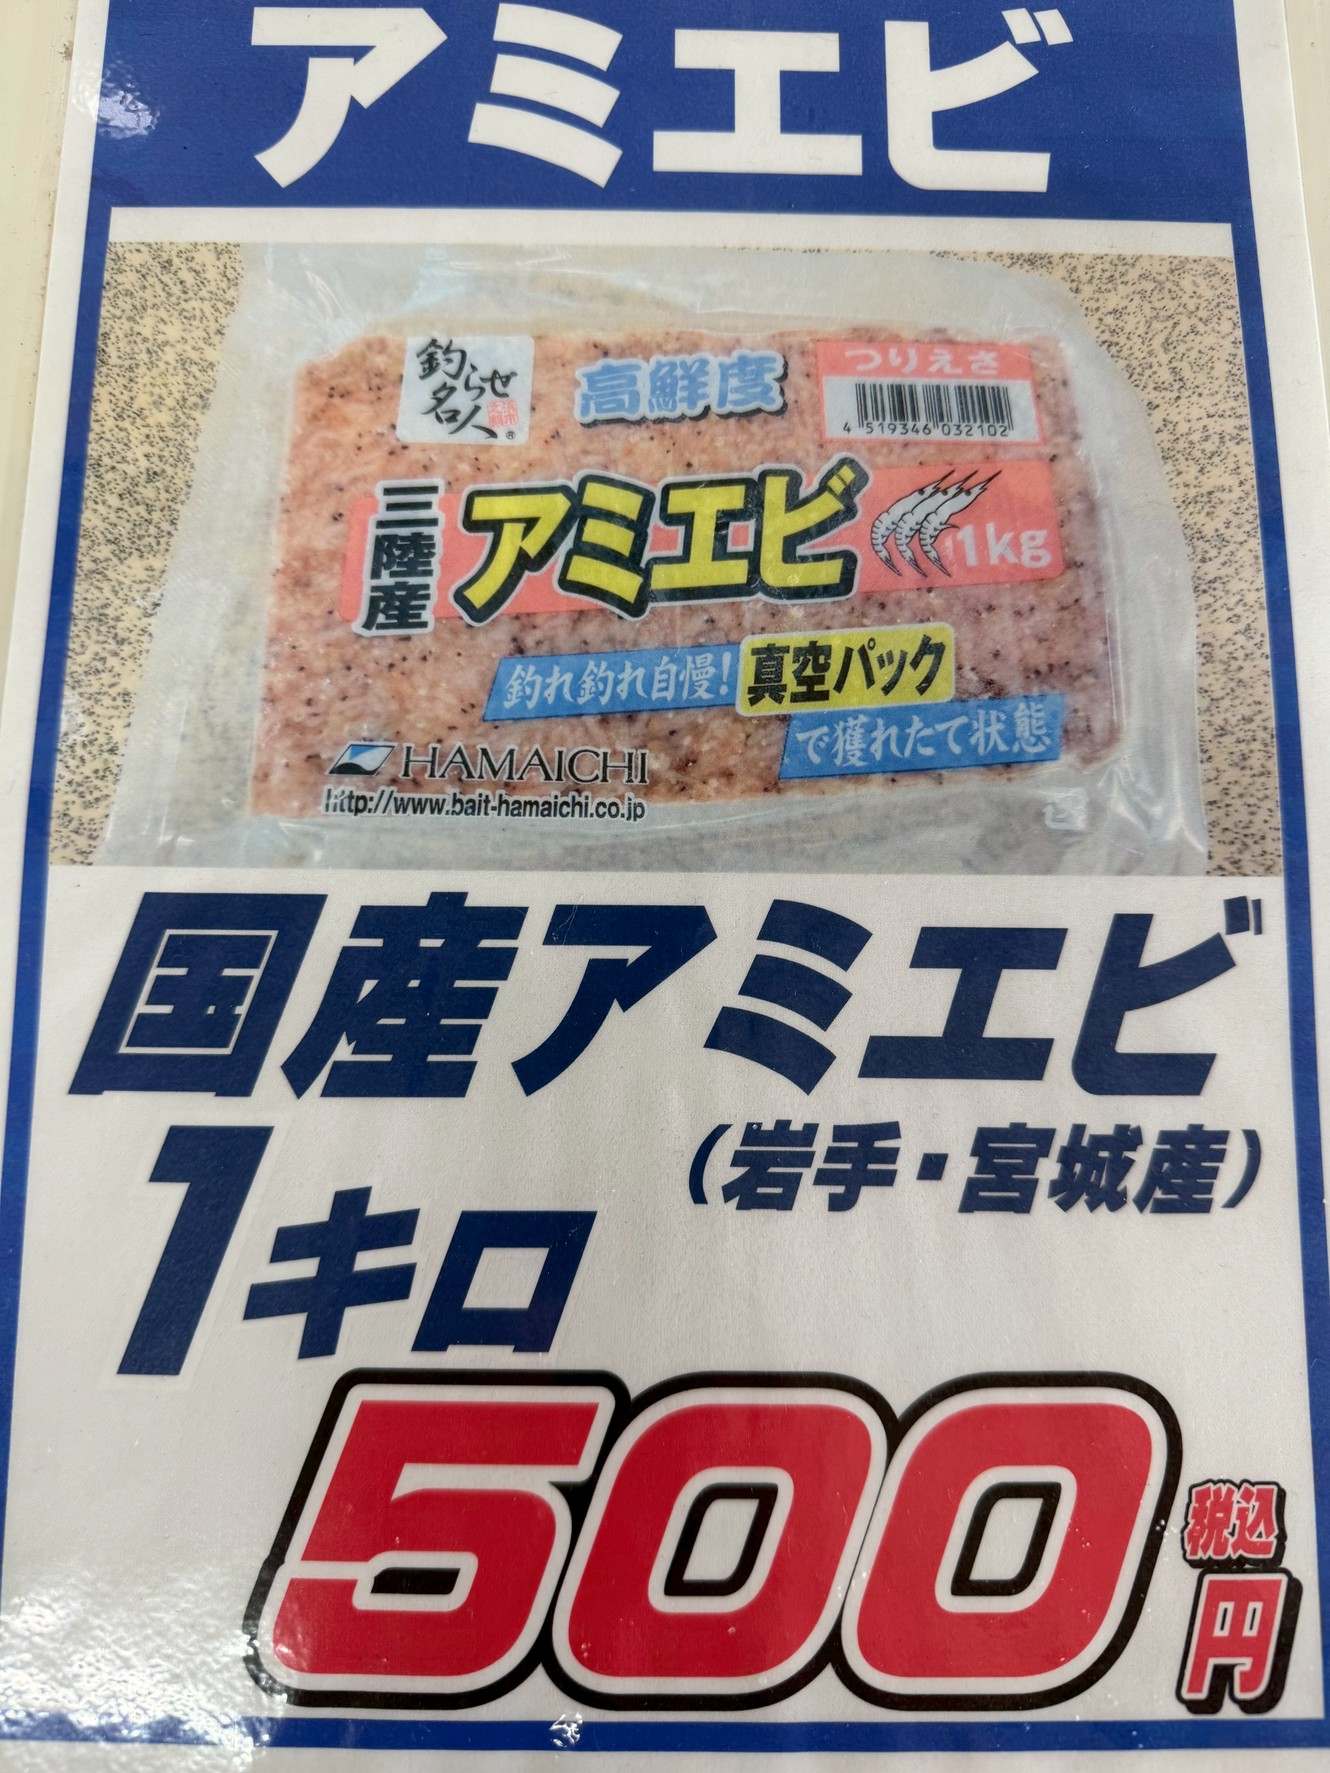 アミエビ
釣らせ名人
®
高鮮度
つりえさ
4 519346 032102
三陸産
アミエビ
1kg
釣れ釣れ自慢!
真空パック
で獲れたて状態
HAMAICHI
http://www.bait-hamaichi.co.jp
国産アミエビ
(岩手・宮城産)
1キロ
500
税込
円